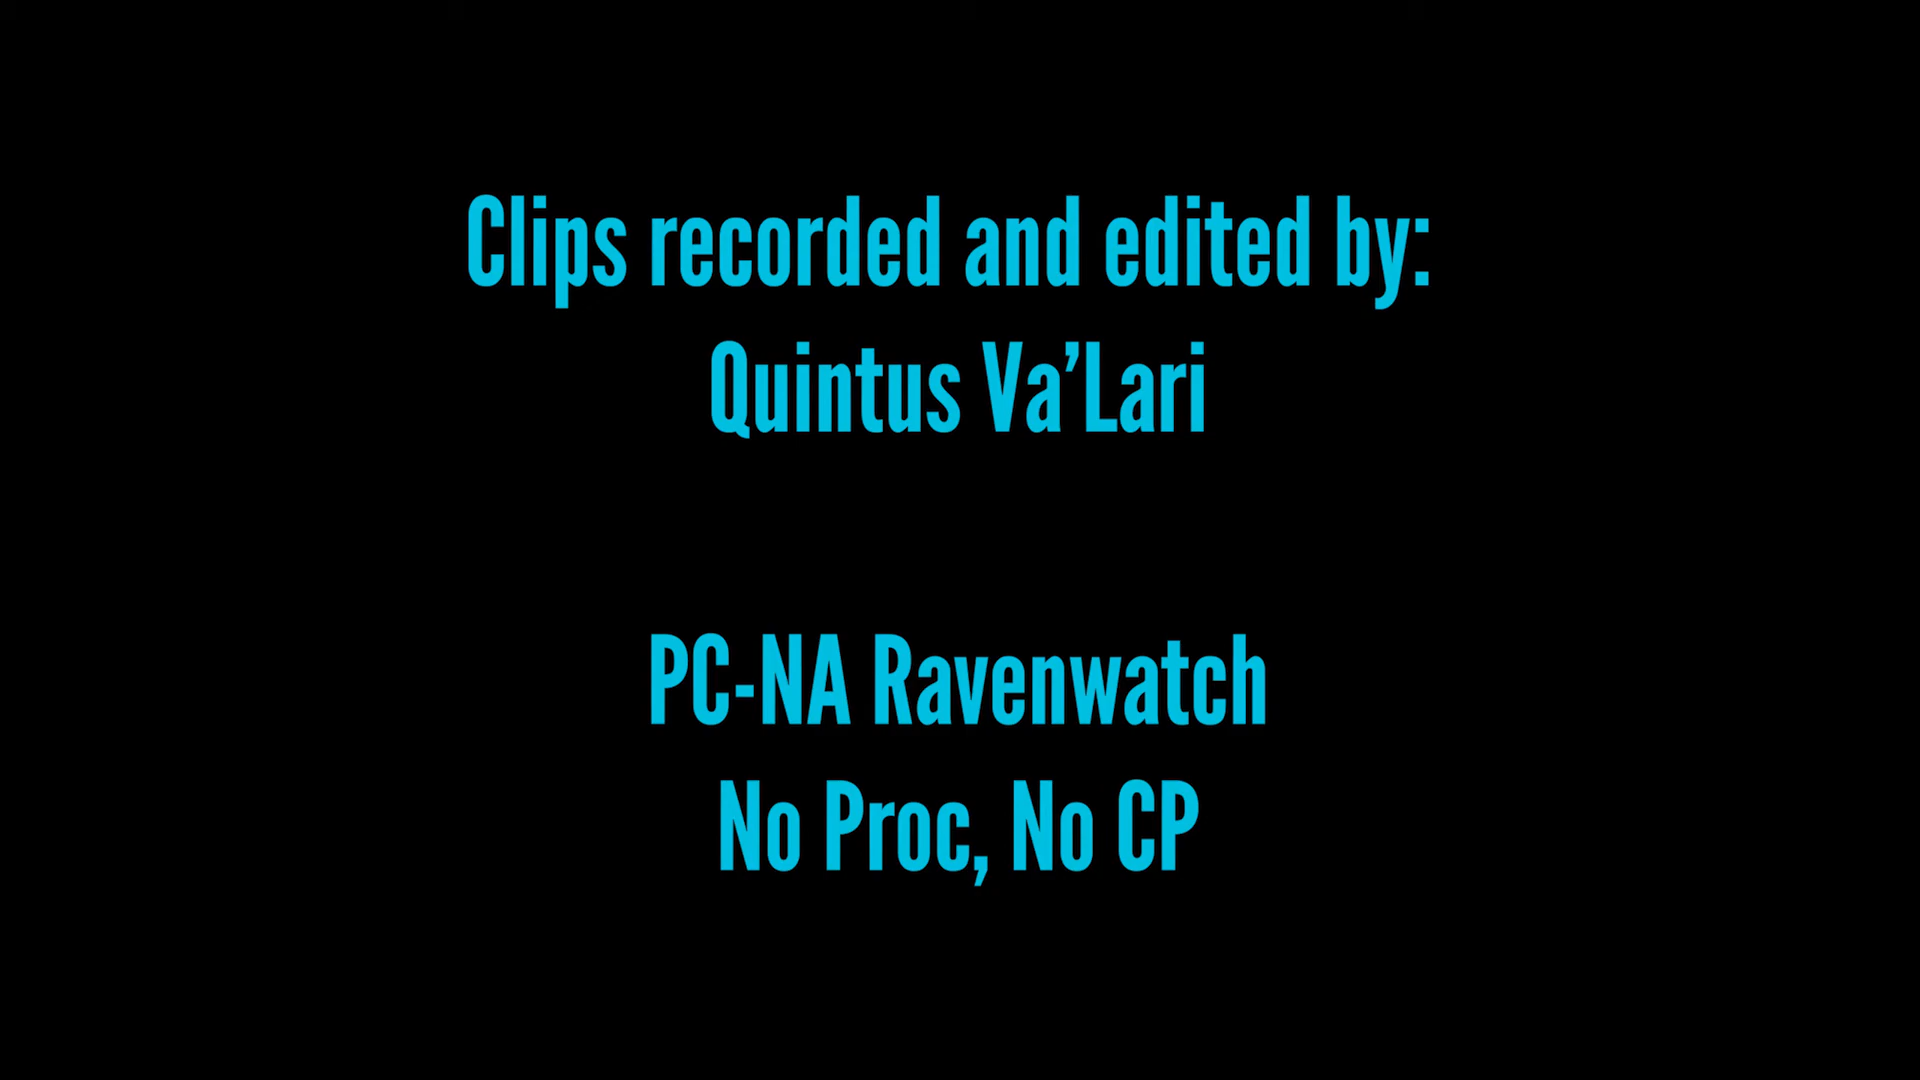 Clips recorded and edited by:
Quintus Va’Lari
PC-NA Ravenwatch
No Proc, No CP